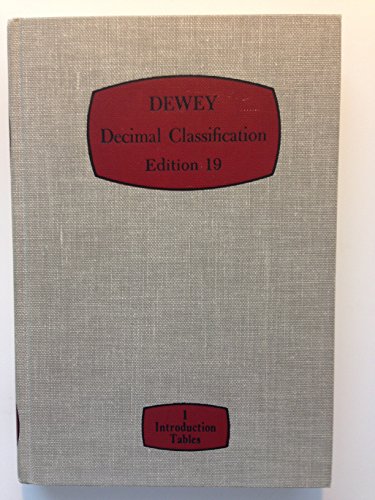 DEWEY
Decimal Classification
Edition 19
1
Introduction
Tables